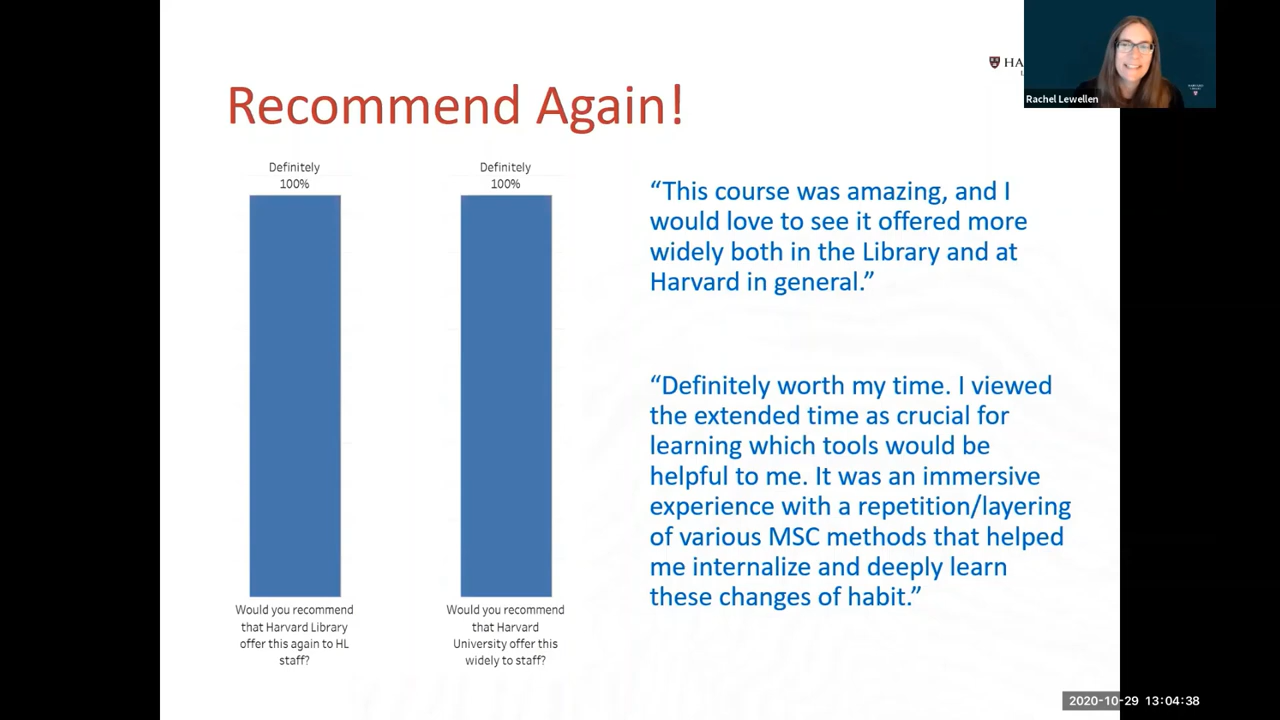 Recommend Again!
Rachel Lewellen
Definitely
100%
Definitely
100%
Would you recommend
that Harvard Library
offer this again to HL
staff?
Would you recommend
that Harvard
University offer this
widely to staff?
“This course was amazing, and I
would love to see it offered more
widely both in the Library and at
Harvard in general.”
“Definitely worth my time. I viewed
the extended time as crucial for
learning which tools would be
helpful to me. It was an immersive
experience with a repetition/layering
of various MSC methods that helped
me internalize and deeply learn
these changes of habit.”
2020-10-29 13:04:38